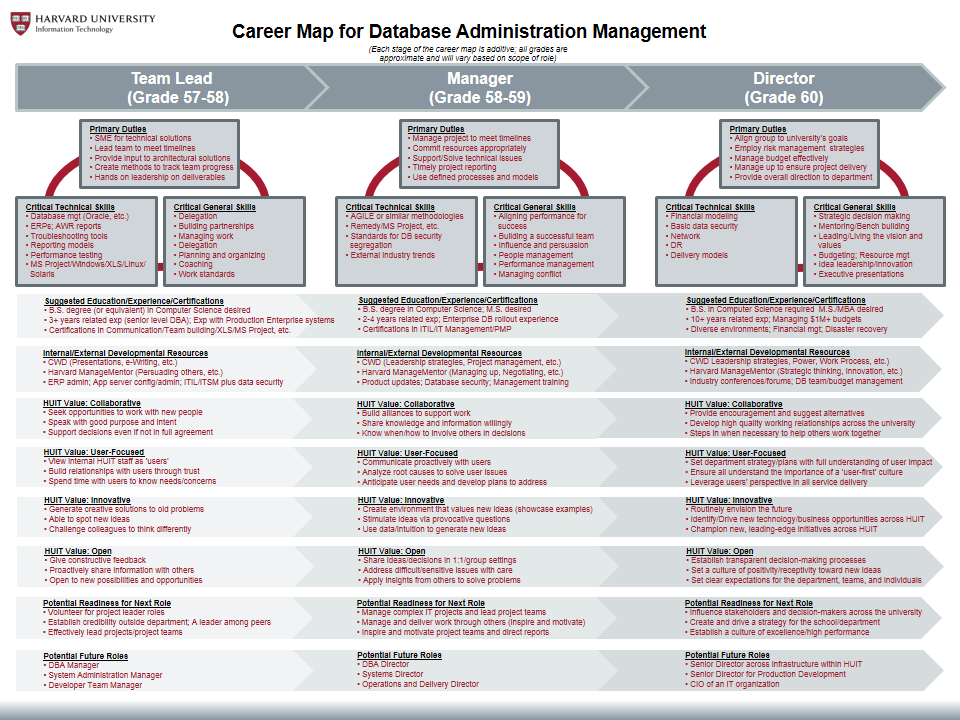 HARVARD UNIVERSITY
Information Technology
Career Map for Database Administration Management
(Each stage of the career map is additive; all grades are
approximate and will vary based on scope of role)
Team Lead
(Grade 57-58)
Manager
(Grade 58-59)
Director
(Grade 60)
Primary Duties
• SME for technical solutions
• Lead team to meet timelines
• Provide input to architectural solutions
• Create methods to track team progress
• Hands on leadership on deliverables
Critical Technical Skills
• Database mgt (Oracle, etc.)
• ERPs; AWR reports
• Troubleshooting tools
• Reporting models
• Performance testing
• MS Project/Windows/XLS/Linux/
Solaris
Critical General Skills
• Delegation
• Building partnerships
• Managing work
• Delegation
• Planning and organizing
• Coaching
• Work standards
Primary Duties
• Manage project to meet timelines
• Commit resources appropriately
• Support/Solve technical issues
• Timely project reporting
• Use defined processes and models
Critical Technical Skills
• AGILE or similar methodologies
• Remedy/MS Project, etc.
• Standards for DB security
segregation
• External industry trends
Critical General Skills
• Aligning performance for
success
• Building a successful team
• Influence and persuasion
• People management
• Performance management
• Managing conflict
Primary Duties
• Align group to university's goals
• Employ risk management strategies
• Manage budget effectively
• Manage up to ensure project delivery
• Provide overall direction to department
Critical Technical Skills
• Financial modeling
• Basic data security
• Network
• DR
• Delivery models
Critical General Skills
• Strategic decision making
• Mentoring/Bench building
• Leading/Living the vision and
values
• Budgeting; Resource mgt
• Idea leadership/innovation
• Executive presentations
Suggested Education/Experience/Certifications
• B.S. degree (or equivalent) in Computer Science desired
• 3+ years related exp (senior level DBA); Exp with Production Enterprise systems
• Certifications in Communication/Team building/XLS/MS Project, etc.
Suggested Education/Experience/Certifications
• B.S. degree in Computer Science; M.S. desired
• 2-4 years related exp; Enterprise DB rollout experience
• Certifications in ITIL/IT Management/PMP
Suggested Education/Experience/Certifications
• B.S. in Computer Science required M.S./MBA desired
• 10+ years related exp; Managing $1M+ budgets
• Diverse environments; Financial mgt; Disaster recovery
Internal/External Developmental Resources
• CWD (Presentations, e-Writing, etc.)
• Harvard ManageMentor (Persuading others, etc.)
• ERP admin; App server config/admin; ITIL/ITSM plus data security
Internal/External Developmental Resources
• CWD (Leadership strategies, Project management, etc.)
• Harvard ManageMentor (Managing up, Negotiating, etc.)
• Product updates; Database security; Management training
Internal/External Developmental Resources
• CWD Leadership strategies, Power, Work Process, etc.)
• Harvard ManageMentor (Strategic thinking, Innovation, etc.)
• Industry conferences/forums; DB team/budget management
HUIT Value: Collaborative
• Seek opportunities to work with new people
• Speak with good purpose and intent
• Support decisions even if not in full agreement
HUIT Value: Collaborative
• Build alliances to support work
• Share knowledge and information willingly
• Know when/how to involve others in decisions
HUIT Value: Collaborative
• Provide encouragement and suggest alternatives
• Develop high quality working relationships across the university
• Steps in when necessary to help others work together
HUIT Value: User-Focused
• View internal HUIT staff as 'users'
• Build relationships with users through trust
• Spend time with users to know needs/concerns
HUIT Value: User-Focused
• Communicate proactively with users
• Analyze root causes to solve user issues
• Anticipate user needs and develop plans to address
HUIT Value: User-Focused
• Set department strategy/plans with full understanding of user impact
• Ensure all understand the importance of a 'user-first' culture
• Leverage users' perspective in all service delivery
HUIT Value: Innovative
• Generate creative solutions to old problems
• Able to spot new ideas
• Challenge colleagues to think differently
HUIT Value: Innovative
• Create environment that values new ideas (showcase examples)
• Stimulate ideas via provocative questions
• Use data/intuition to generate new ideas
HUIT Value: Innovative
• Routinely envision the future
• Identify/Drive new technology/business opportunities across HUIT
• Champion new, leading-edge initiatives across HUIT
HUIT Value: Open
• Give constructive feedback
• Proactively share information with others
• Open to new possibilities and opportunities
HUIT Value: Open
• Share ideas/decisions in 1:1/group settings
• Address difficult/sensitive issues with care
• Apply insights from others to solve problems
HUIT Value: Open
• Establish transparent decision-making processes
• Set a culture of positivity/receptivity toward new ideas
• Set clear expectations for the department, teams, and individuals
Potential Readiness for Next Role
• Volunteer for project leader roles
• Establish credibility outside department; A leader among peers
• Effectively lead projects/project teams
Potential Readiness for Next Role
• Manage complex IT projects and lead project teams
• Manage and deliver work through others (inspire and motivate)
• Inspire and motivate project teams and direct reports
Potential Readiness for Next Role
• Influence stakeholders and decision-makers across the university
• Create and drive a strategy for the school/department
• Establish a culture of excellence/high performance
Potential Future Roles
• DBA Manager
• System Administration Manager
• Developer Team Manager
Potential Future Roles
• DBA Director
• Systems Director
• Operations and Delivery Director
Potential Future Roles
• Senior Director across Infrastructure within HUIT
• Senior Director for Production Development
• CIO of an IT organization